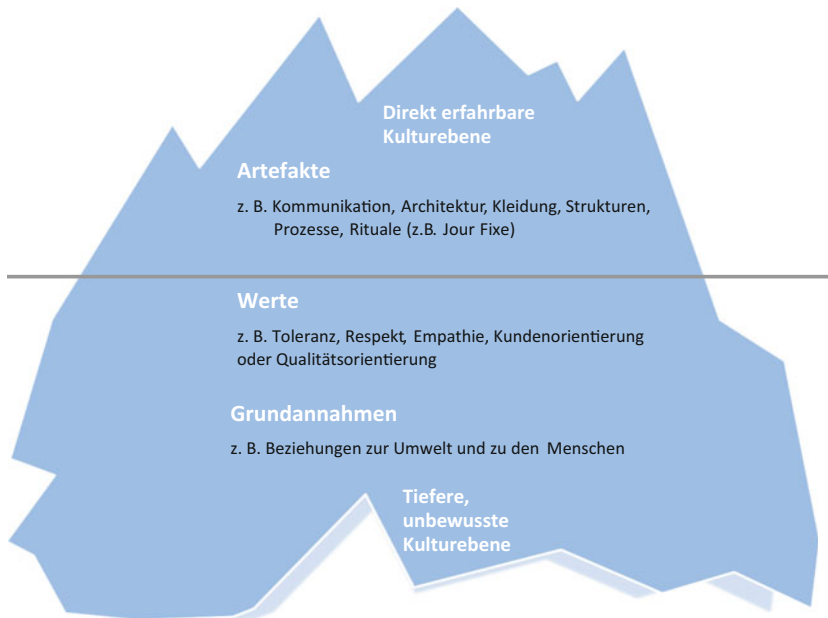 Direkt erfahrbare
Kulturebene
Artefakte
z. B. Kommunikation, Architektur, Kleidung, Strukturen,
Prozesse, Rituale (z.B. Jour Fixe)
Werte
z. B. Toleranz, Respekt, Empathie, Kundenorientierung
oder Qualitätsorientierung
Grundannahmen
z. B. Beziehungen zur Umwelt und zu den Menschen
Tiefere,
unbewusste
Kulturebene